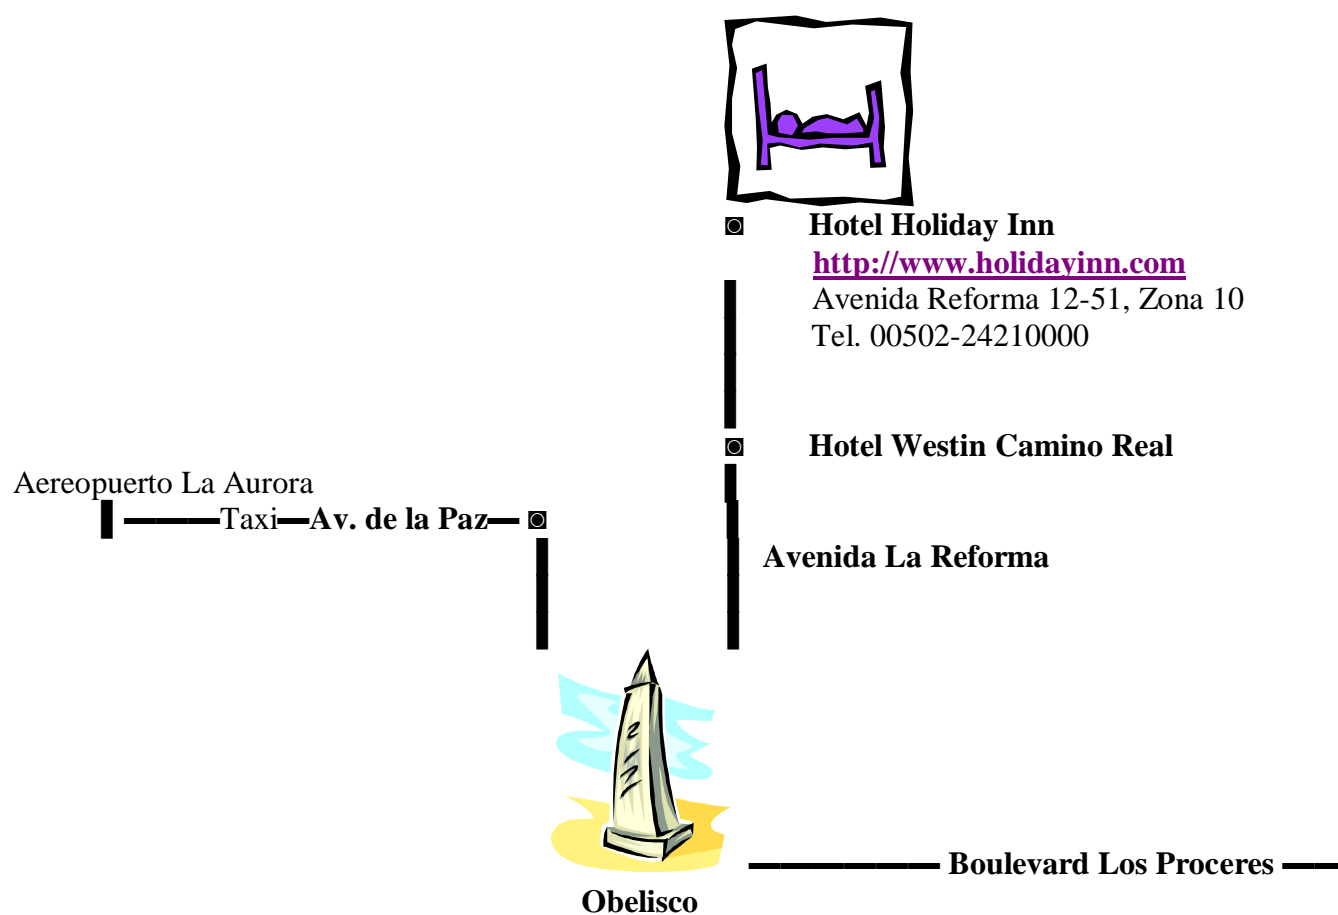 Hotel Holiday Inn
http://www.holidayinn.com
Avenida Reforma 12-51, Zona 10
Tel. 00502-24210000
Hotel Westin Camino Real
Aereopuerto La Aurora
Taxi Av. de la Paz
Avenida La Reforma
Boulevard Los Proceres
Obelisco